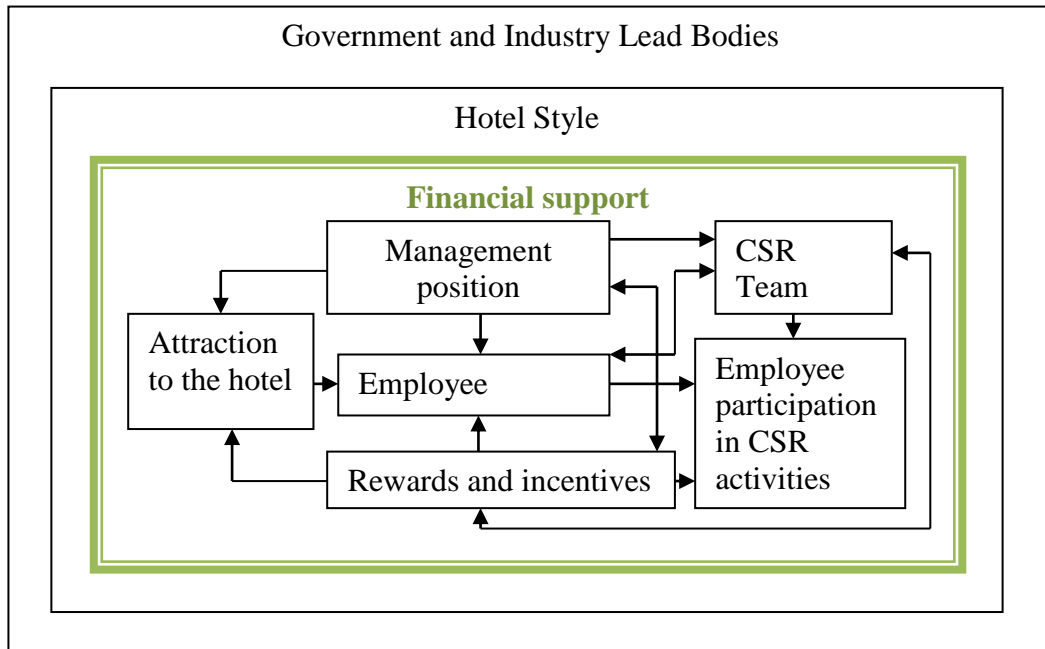 Government and Industry Lead Bodies
Hotel Style
Financial support
Management
position
CSR
Team
Attraction
to the hotel
Employee
Employee
participation
in CSR
activities
Rewards and incentives